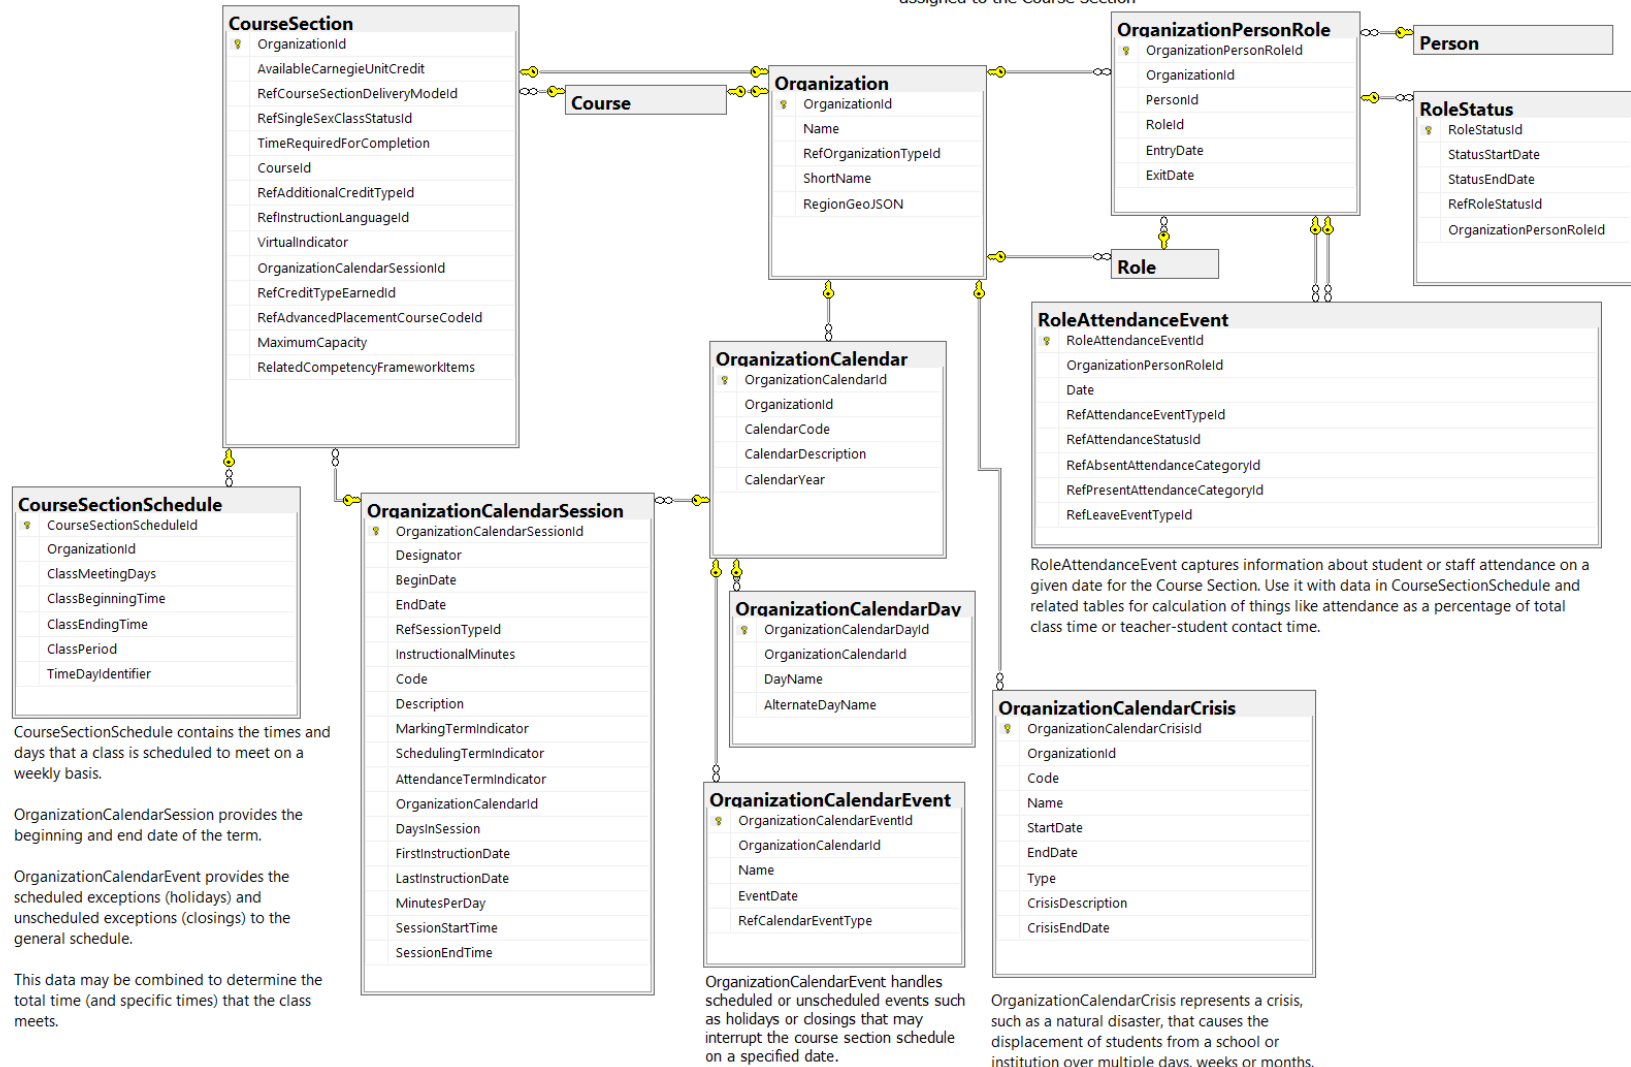 assigned to the Course Section
CourseSection
OrganizationId
AvailableCarnegieUnitCredit
RefCourseSectionDeliveryModeId
RefSingleSexClassStatusId
TimeRequiredForCompletion
CourseId
RefAdditionalCreditTypeId
RefInstructionLanguageId
VirtualIndicator
OrganizationCalendarSessionId
RefCreditTypeEarnedId
RefAdvancedPlacementCourseCodeId
MaximumCapacity
RelatedCompetencyFrameworkItems
Course
Organization
OrganizationId
Name
RefOrganizationTypeId
ShortName
RegionGeoJSON
OrganizationPersonRole
OrganizationPersonRoleId
OrganizationId
PersonId
RoleId
EntryDate
ExitDate
Person
RoleStatus
RoleStatusId
StatusStartDate
StatusEndDate
RefRoleStatusId
OrganizationPersonRoleId
Role
RoleAttendanceEvent
RoleAttendanceEventId
OrganizationPersonRoleId
Date
RefAttendanceEventTypeId
RefAttendanceStatusId
RefAbsentAttendanceCategoryId
RefPresentAttendanceCategoryId
RefLeaveEventTypeId
RoleAttendanceEvent captures information about student or staff attendance on a
given date for the Course Section. Use it with data in CourseSectionSchedule and
related tables for calculation of things like attendance as a percentage of total
class time or teacher-student contact time.
OrganizationCalendar
OrganizationCalendarId
OrganizationId
CalendarCode
CalendarDescription
CalendarYear
CourseSectionSchedule
CourseSectionScheduleId
OrganizationId
ClassMeetingDays
ClassBeginningTime
ClassEndingTime
ClassPeriod
TimeDayIdentifier
CourseSectionSchedule contains the times and
days that a class is scheduled to meet on a
weekly basis.
OrganizationCalendarSession provides the
beginning and end date of the term.
OrganizationCalendarEvent provides the
scheduled exceptions (holidays) and
unscheduled exceptions (closings) to the
general schedule.
This data may be combined to determine the
total time (and specific times) that the class
meets.
OrganizationCalendarSession
OrganizationCalendarSessionId
Designator
BeginDate
EndDate
RefSessionTypeId
InstructionalMinutes
Code
Description
MarkingTermIndicator
SchedulingTermIndicator
AttendanceTermIndicator
OrganizationCalendarId
DaysInSession
FirstInstructionDate
LastInstructionDate
MinutesPerDay
SessionStartTime
SessionEndTime
OrganizationCalendarDay
OrganizationCalendarDayId
OrganizationCalendarId
DayName
AlternateDayName
OrganizationCalendarEvent
OrganizationCalendarEventId
OrganizationCalendarId
Name
EventDate
RefCalendarEventType
OrganizationCalendarEvent handles
scheduled or unscheduled events such
as holidays or closings that may
interrupt the course section schedule
on a specified date.
OrganizationCalendarCrisis
OrganizationCalendarCrisisId
OrganizationId
Code
Name
StartDate
EndDate
Type
CrisisDescription
CrisisEndDate
OrganizationCalendarCrisis represents a crisis,
such as a natural disaster, that causes the
displacement of students from a school or
institution over multiple days, weeks or months.